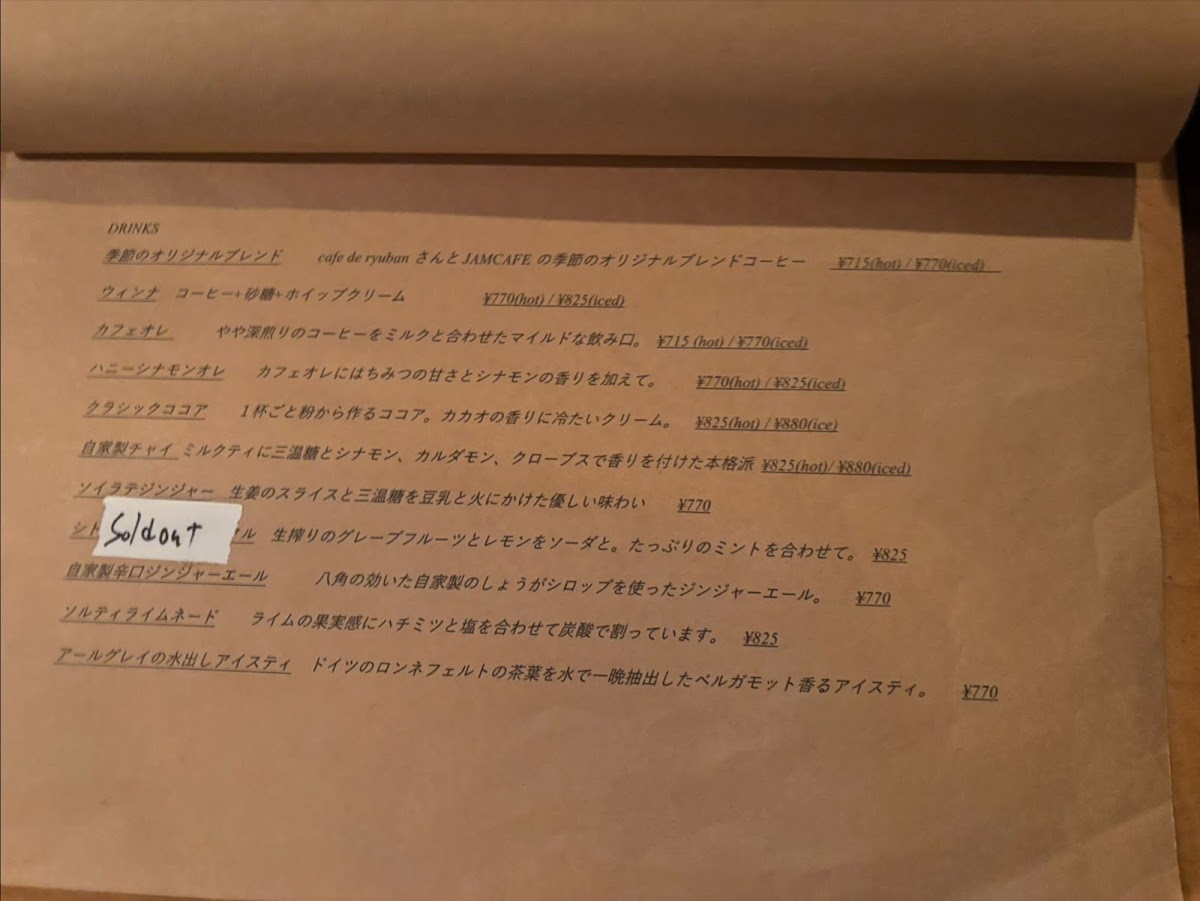 DRINKS
季節のオリジナルブレンド cafe de ryuban さんとJAMCAFE の季節のオリジナルブレンドコーヒー ¥715(hot) / ¥770(iced)
ウィンナ コーヒー+砂糖+ホイップクリーム ¥770(hot) / ¥825(iced)
カフェオレ やや深煎りのコーヒーをミルクと合わせたマイルドな飲み口。 ¥715 (hot) / ¥770(iced)
ハニーシナモンオレ カフェオレにはちみつの甘さとシナモンの香りを加えて。 ¥770(hot) / ¥825(iced)
クラシックココア 1杯ごと粉から作るココア。カカオの香りに冷たいクリーム。 ¥825(hot) / ¥880(ice)
自家製チャイ ミルクティに三温糖とシナモン、カルダモン、クローブスで香りを付けた本格派 ¥825(hot)/ ¥880(iced)
ソイラテジンジャー 生姜のスライスと三温糖を豆乳と火にかけた優しい味わい ¥770
シト Sold out ル 生搾りのグレープフルーツとレモンをソーダと。たっぷりのミントを合わせて。 ¥825
自家製辛口ジンジャーエール 八角の効いた自家製のしょうがシロップを使ったジンジャーエール。 ¥770
ソルティライムネード ライムの果実感にハチミツと塩を合わせて炭酸で割っています。 ¥825
アールグレイの水出しアイスティ ドイツのロンネフェルトの茶葉を水で一晩抽出したベルガモット香るアイスティ。 ¥770